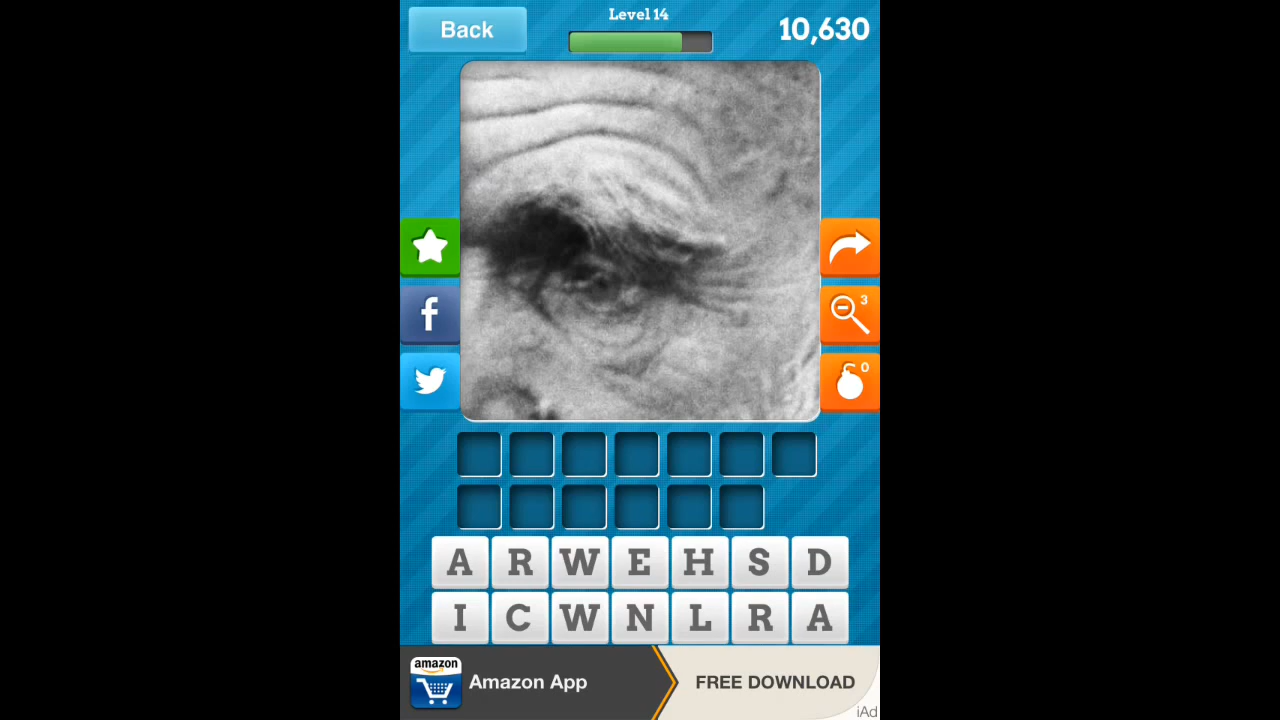 Level 14
Back
10,630
f
3
0
A R W E H S D
I C W N L R A
amazon
Amazon App
FREE DOWNLOAD
iAd